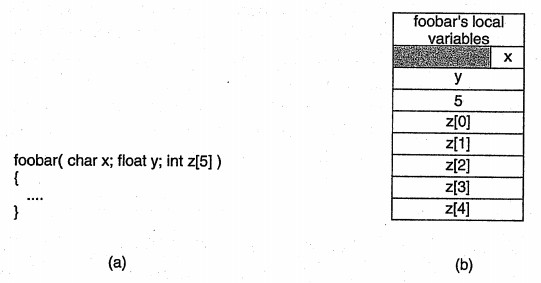 foobar( char x; float y; int z[5] )
{
....
}
(a)
foobar's local
variables
x
y
5
z[0]
z[1]
z[2]
z[3]
z[4]
(b)